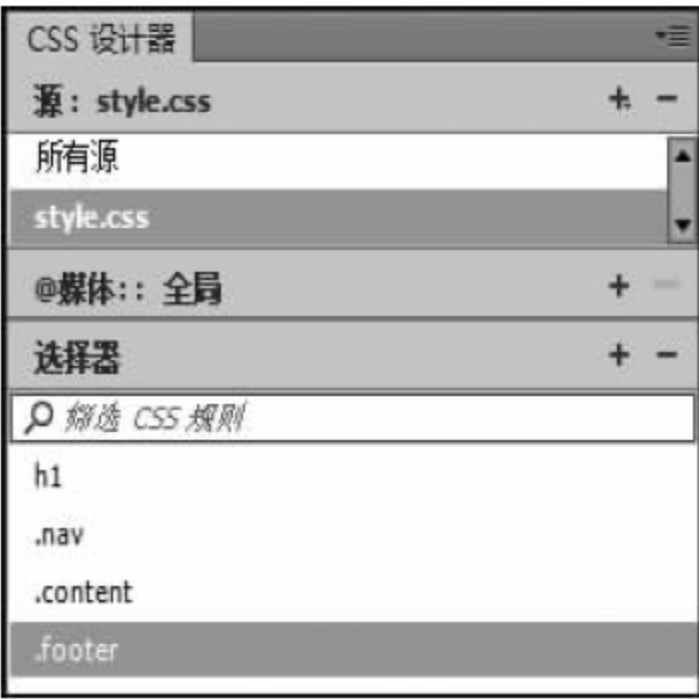 CSS 设计器
源：style.css
所有源
style.css
@媒体：： 全局
选择器
筛选 CSS 规则
h1
.nav
.content
.footer